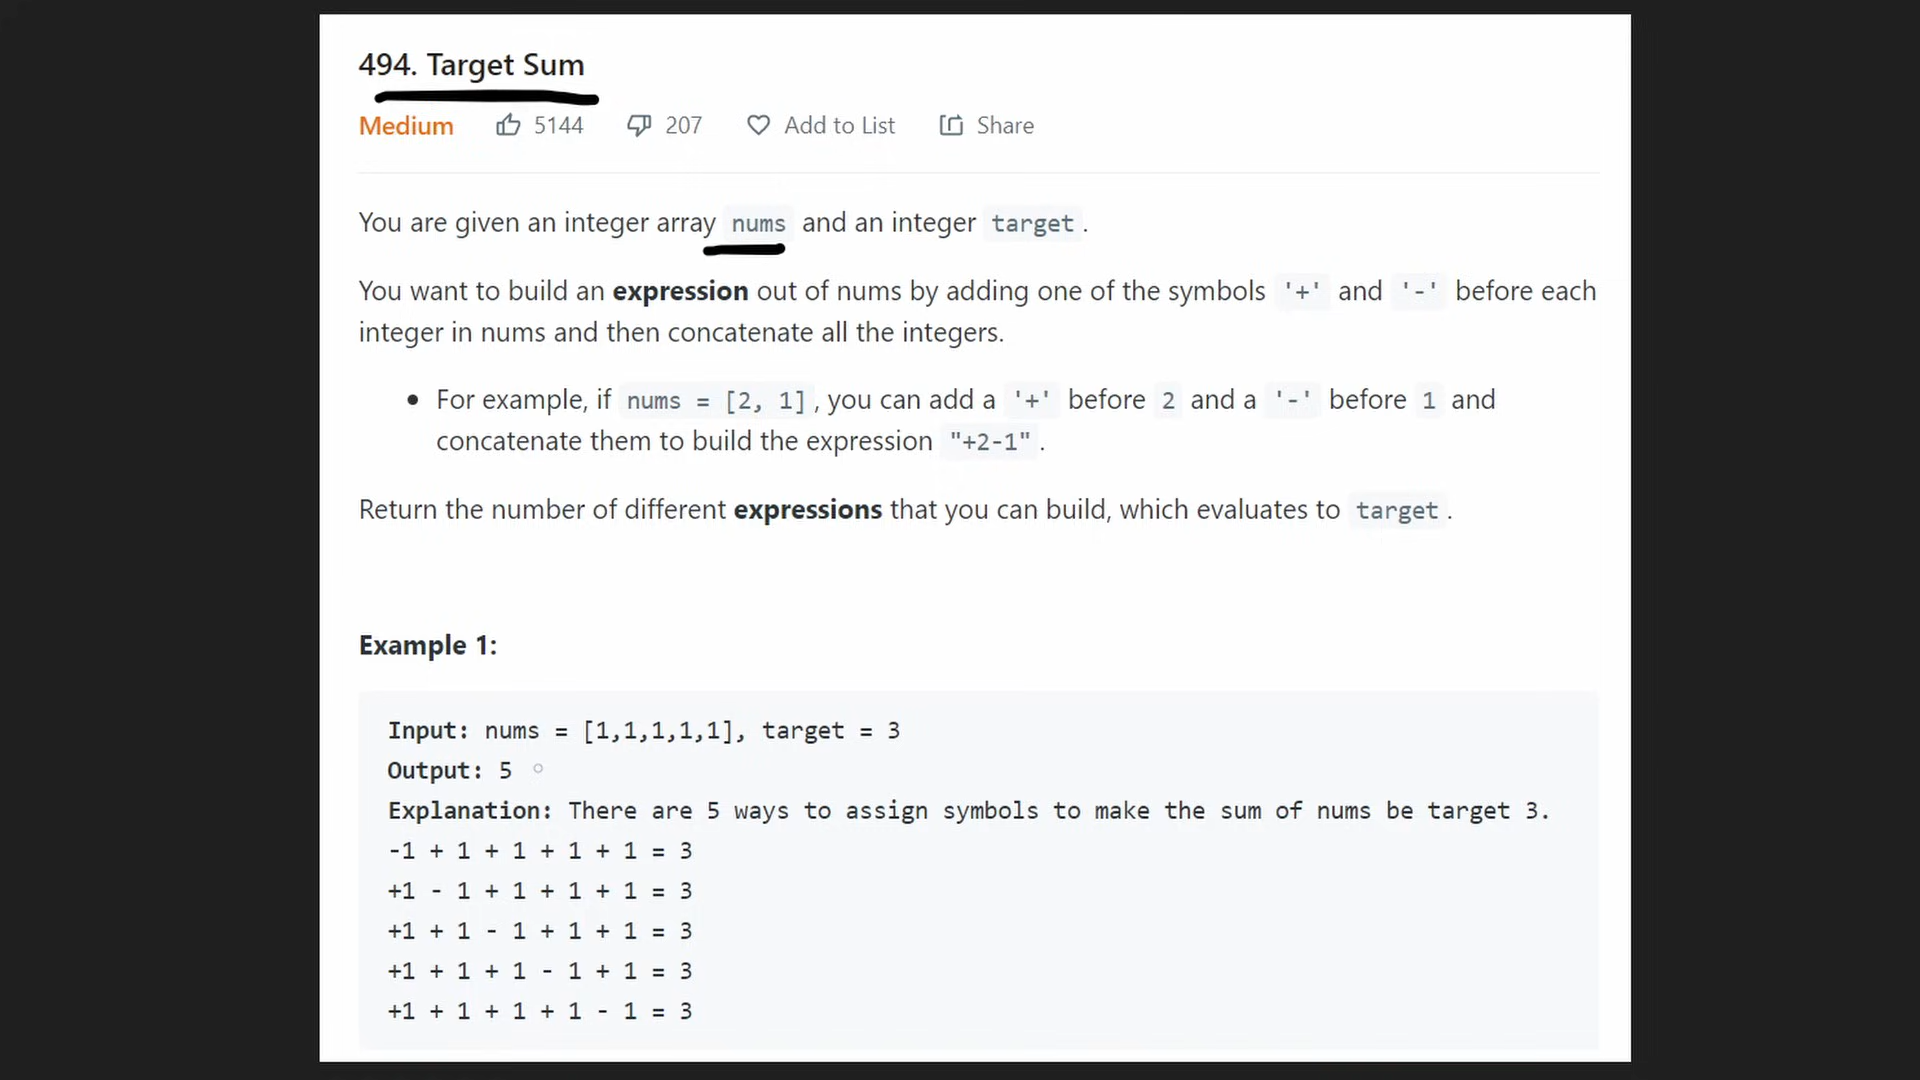 494. Target Sum
Medium 5144 207 Add to List Share
You are given an integer array nums and an integer target.
You want to build an expression out of nums by adding one of the symbols '+' and '-' before each
integer in nums and then concatenate all the integers.
• For example, if nums = [2, 1], you can add a '+' before 2 and a '-' before 1 and
concatenate them to build the expression "+2-1".
Return the number of different expressions that you can build, which evaluates to target.
Example 1:
Input: nums = [1,1,1,1,1], target = 3
Output: 5
Explanation: There are 5 ways to assign symbols to make the sum of nums be target 3.
-1 + 1 + 1 + 1 + 1 = 3
+1 - 1 + 1 + 1 + 1 = 3
+1 + 1 - 1 + 1 + 1 = 3
+1 + 1 + 1 - 1 + 1 = 3
+1 + 1 + 1 + 1 - 1 = 3